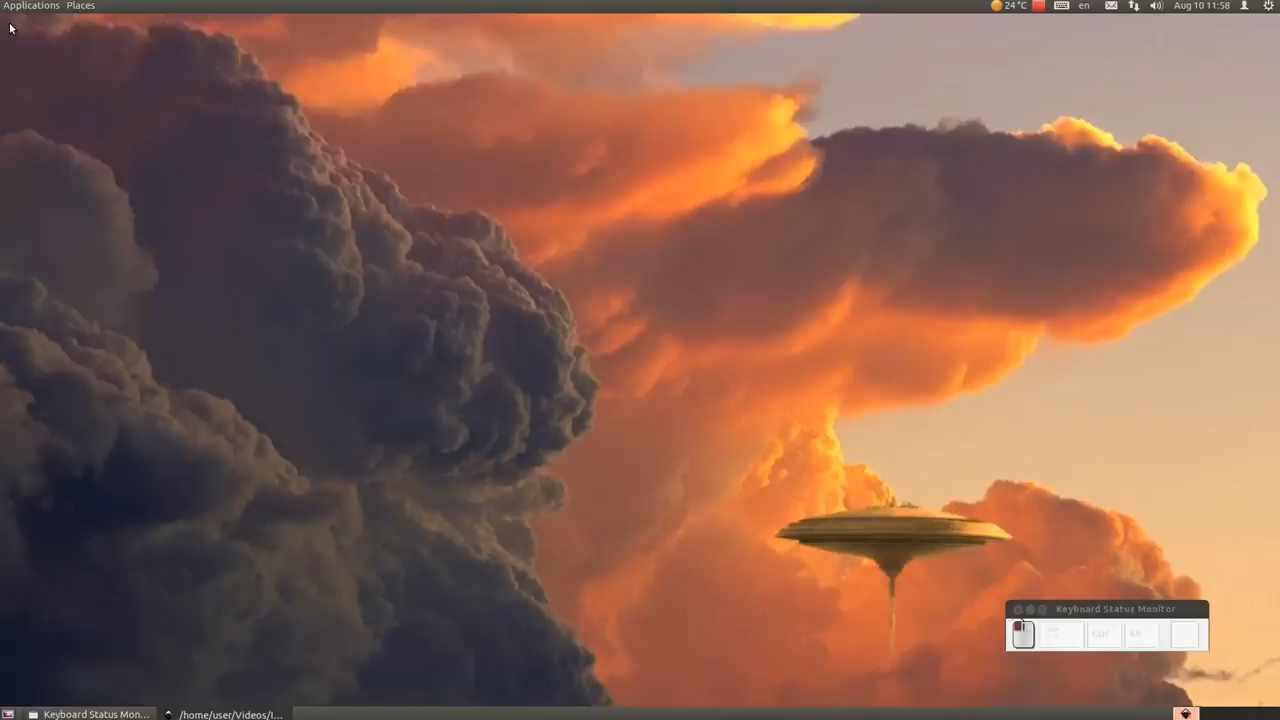 Applications Places 24 °C en Aug 10 11:58
Keyboard Status Monitor
Ctrl Alt
Keyboard Status Mon... /home/user/Videos/I...